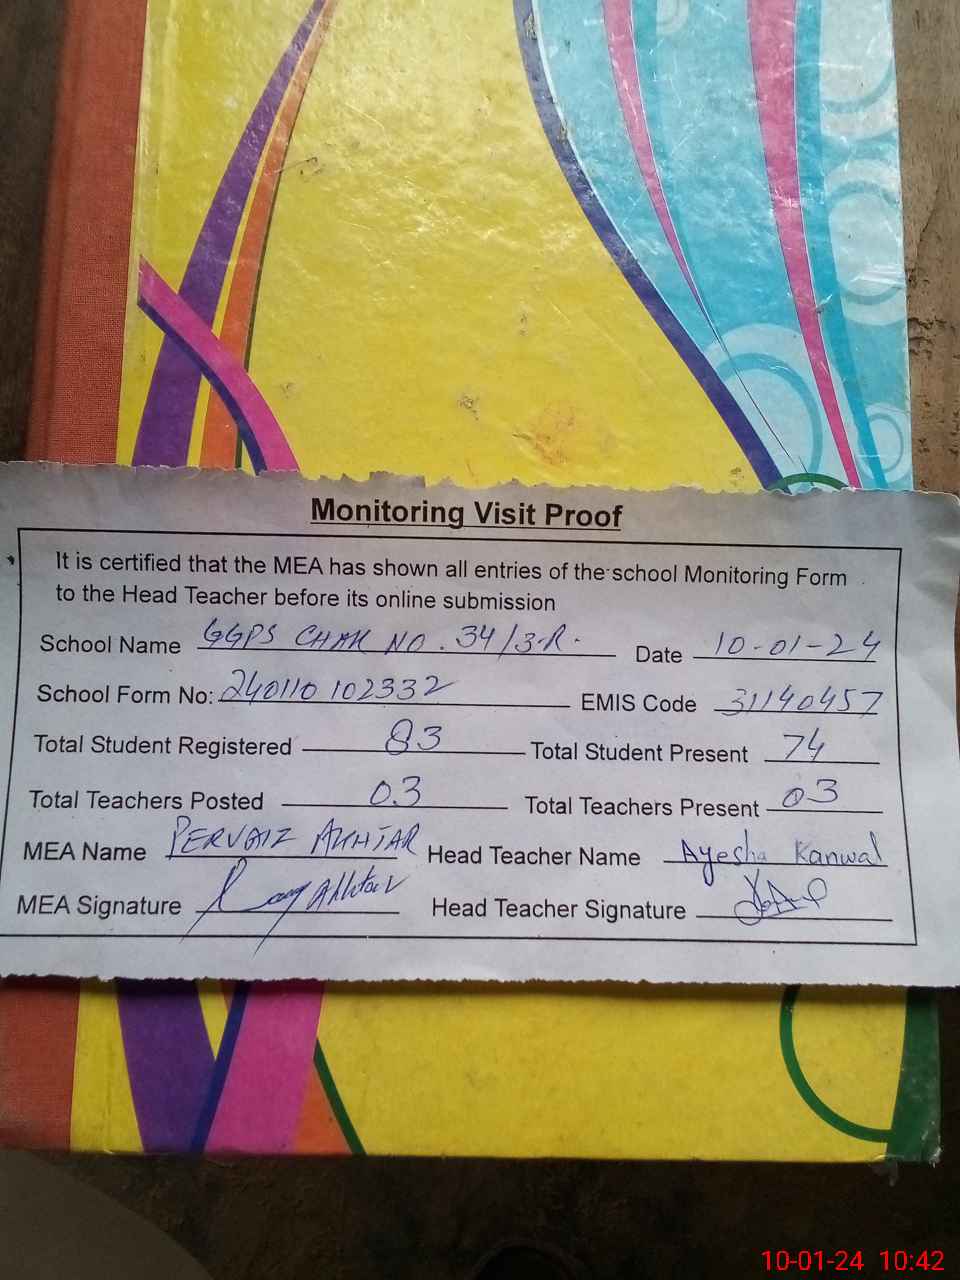 Monitoring Visit Proof
It is certified that the MEA has shown all entries of the school Monitoring Form
to the Head Teacher before its online submission
School Name GGPS CHAK NO. 34/3-R. Date 10-01-24
School Form No: 240110102332 EMIS Code 31140457
Total Student Registered 83 Total Student Present 74
Total Teachers Posted 03 Total Teachers Present 03
MEA Name PERVAIZ AKHTAR Head Teacher Name Ayesha Kanwal
MEA Signature Akhtar Head Teacher Signature
10-01-24 10:42